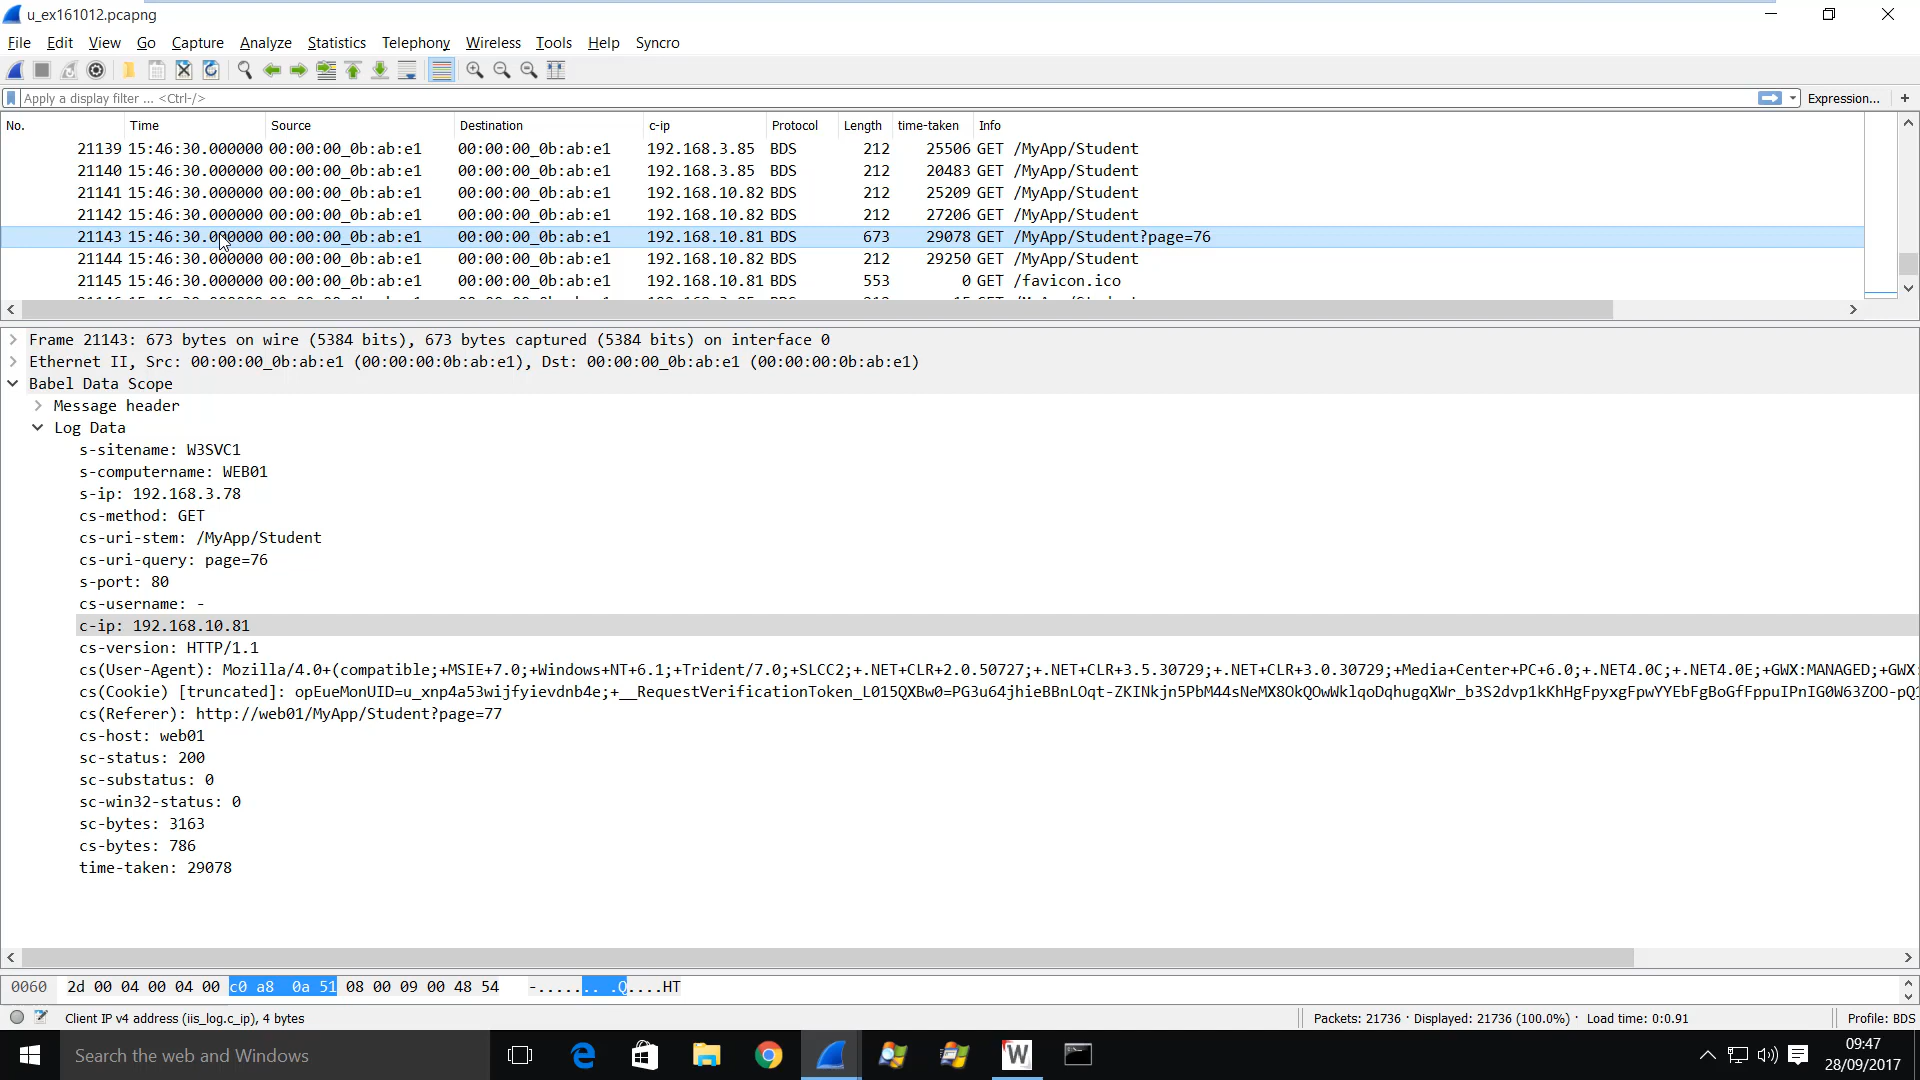 u_ex161012.pcapng
File Edit View Go Capture Analyze Statistics Telephony Wireless Tools Help Syncro
Apply a display filter ... <Ctrl-/> Expression... +
No. Time Source Destination c-ip Protocol Length time-taken Info
21139 15:46:30.000000 00:00:00_0b:ab:e1 00:00:00_0b:ab:e1 192.168.3.85 BDS 212 25506 GET /MyApp/Student
21140 15:46:30.000000 00:00:00_0b:ab:e1 00:00:00_0b:ab:e1 192.168.3.85 BDS 212 20483 GET /MyApp/Student
21141 15:46:30.000000 00:00:00_0b:ab:e1 00:00:00_0b:ab:e1 192.168.10.82 BDS 212 25209 GET /MyApp/Student
21142 15:46:30.000000 00:00:00_0b:ab:e1 00:00:00_0b:ab:e1 192.168.10.82 BDS 212 27206 GET /MyApp/Student
21143 15:46:30.000000 00:00:00_0b:ab:e1 00:00:00_0b:ab:e1 192.168.10.81 BDS 673 29078 GET /MyApp/Student?page=76
21144 15:46:30.000000 00:00:00_0b:ab:e1 00:00:00_0b:ab:e1 192.168.10.82 BDS 212 29250 GET /MyApp/Student
21145 15:46:30.000000 00:00:00_0b:ab:e1 00:00:00_0b:ab:e1 192.168.10.81 BDS 553 0 GET /favicon.ico
Frame 21143: 673 bytes on wire (5384 bits), 673 bytes captured (5384 bits) on interface 0
Ethernet II, Src: 00:00:00_0b:ab:e1 (00:00:00:0b:ab:e1), Dst: 00:00:00_0b:ab:e1 (00:00:00:0b:ab:e1)
Babel Data Scope
Message header
Log Data
s-sitename: W3SVC1
s-computername: WEB01
s-ip: 192.168.3.78
cs-method: GET
cs-uri-stem: /MyApp/Student
cs-uri-query: page=76
s-port: 80
cs-username: -
c-ip: 192.168.10.81
cs-version: HTTP/1.1
cs(User-Agent): Mozilla/4.0+(compatible;+MSIE+7.0;+Windows+NT+6.1;+Trident/7.0;+SLCC2;+.NET+CLR+2.0.50727;+.NET+CLR+3.5.30729;+.NET+CLR+3.0.30729;+Media+Center+PC+6.0;+.NET4.0C;+.NET4.0E;+GWX:MANAGED;+GWX:
cs(Cookie) [truncated]: opEueMonUID=u_xnp4a53wijfyievdnb4e;+__RequestVerificationToken_L015QXBw0=PG3u64jhieBBnLOqt-ZKINkjn5PbM44sNeMX8OkQOwWklqoDqhugqXWr_b3S2dvp1kKhHgFpyxgFpwYYEbFgBoGfFppuIPnIG0W63ZOO-pQ1
cs(Referer): http://web01/MyApp/Student?page=77
cs-host: web01
sc-status: 200
sc-substatus: 0
sc-win32-status: 0
sc-bytes: 3163
cs-bytes: 786
time-taken: 29078
0060 2d 00 04 00 04 00 c0 a8 0a 51 08 00 09 00 48 54 -....... .Q....HT
Client IP v4 address (iis_log.c_ip), 4 bytes Packets: 21736 · Displayed: 21736 (100.0%) · Load time: 0:0.91 Profile: BDS
Search the web and Windows
09:47
28/09/2017